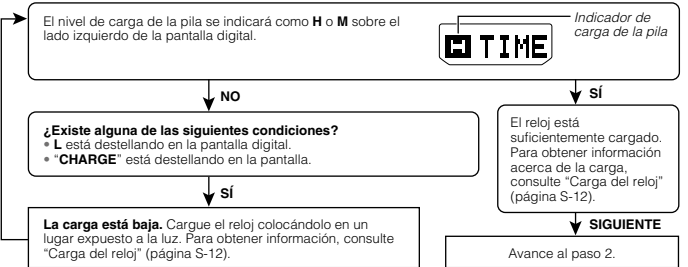 El nivel de carga de la pila se indicará como H o M sobre el
lado izquierdo de la pantalla digital.
H TIME
Indicador de
carga de la pila
NO
SÍ
¿Existe alguna de las siguientes condiciones?
• L está destellando en la pantalla digital.
• “CHARGE” está destellando en la pantalla.
El reloj está
suficientemente cargado.
Para obtener información
acerca de la carga,
consulte “Carga del reloj”
(página S-12).
SÍ
La carga está baja. Cargue el reloj colocándolo en un
lugar expuesto a la luz. Para obtener información, consulte
“Carga del reloj” (página S-12).
SIGUIENTE
Avance al paso 2.